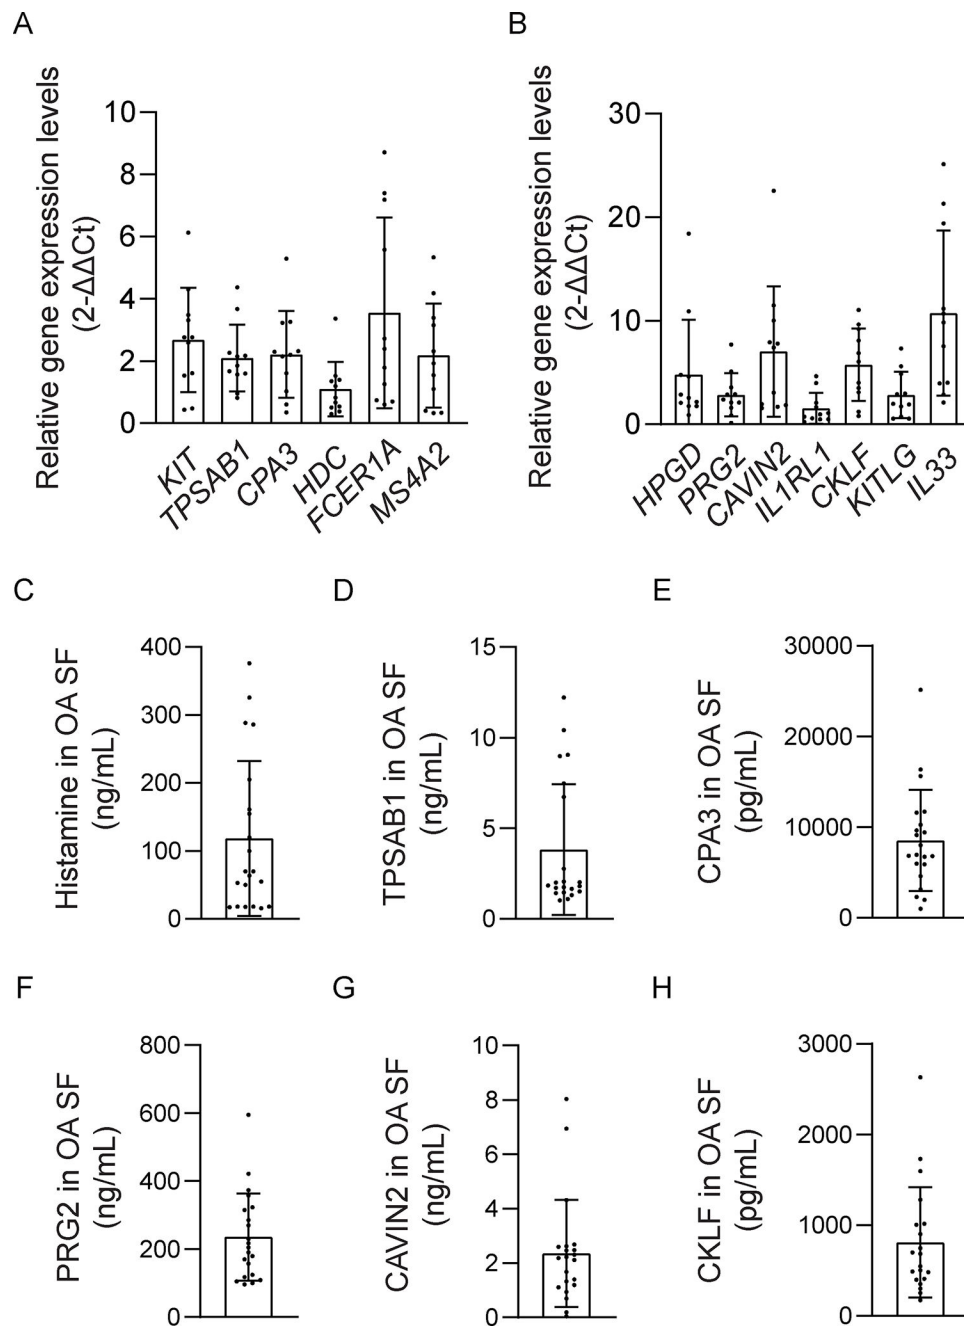 A
Relative gene expression levels
(2-ΔΔCt)
10
8
6
4
2
0
KIT
TPSAB1
CPA3
HDC
FCER1A
MS4A2
B
Relative gene expression levels
(2-ΔΔCt)
30
20
10
0
HPGD
PRG2
CAVIN2
IL1RL1
CKLF
KITLG
IL33
C
Histamine in OA SF
(ng/mL)
400
300
200
100
0
D
TPSAB1 in OA SF
(ng/mL)
15
10
5
0
E
CPA3 in OA SF
(pg/mL)
30000
20000
10000
0
F
PRG2 in OA SF
(ng/mL)
800
600
400
200
0
G
CAVIN2 in OA SF
(ng/mL)
10
8
6
4
2
0
H
CKLF in OA SF
(pg/mL)
3000
2000
1000
0